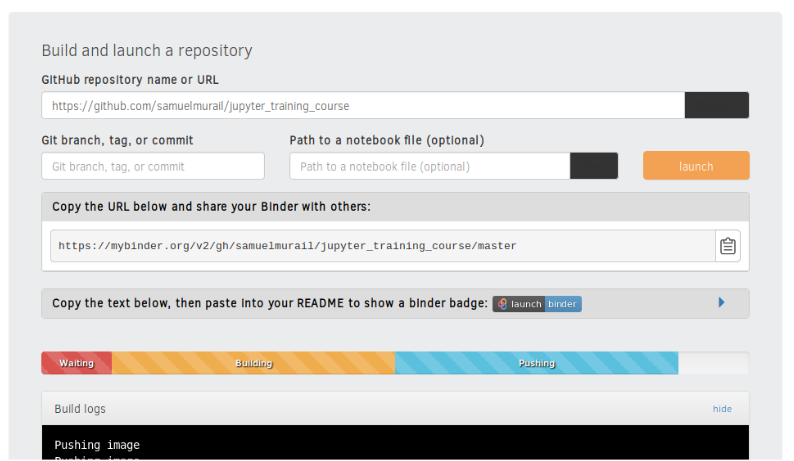 Build and launch a repository
GitHub repository name or URL
https://github.com/samuelmurail/jupyter_training_course
Git branch, tag, or commit
Path to a notebook file (optional)
Git branch, tag, or commit
Path to a notebook file (optional)
launch
Copy the URL below and share your Binder with others:
https://mybinder.org/v2/gh/samuelmurail/jupyter_training_course/master
Copy the text below, then paste into your README to show a binder badge: launch binder
Waiting Building Pushing
Build logs hide
Pushing image
Pushing image